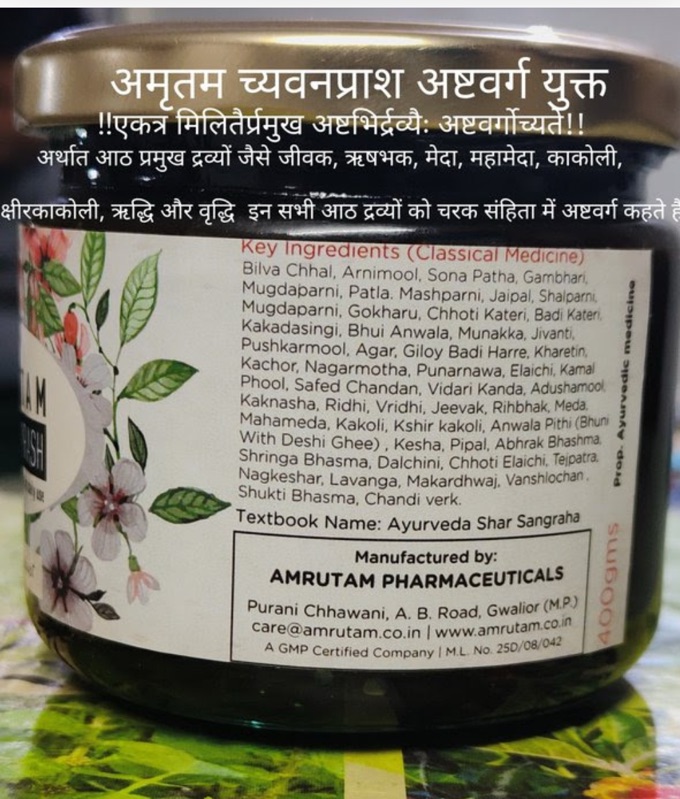 अमृतम च्यवनप्राश अष्टवर्ग युक्त
!!एकत्र मिलितैर्प्रमुख अष्टभिर्द्रव्यैः अष्टवर्गोच्यते!!
अर्थात आठ प्रमुख द्रव्यों जैसे जीवक, ऋषभक, मेदा, महामेदा, काकोली,
क्षीरकाकोली, ऋद्धि और वृद्धि इन सभी आठ द्रव्यों को चरक संहिता में अष्टवर्ग कहते है
Key Ingredients (Classical Medicine)
Bilva Chhal, Arnimool, Sona Patha, Gambhari,
Mugdaparni, Patla. Mashparni, Jaipal, Shalparni,
Mugdaparni, Gokharu, Chhoti Kateri, Badi Kateri,
Kakadasingi, Bhui Anwala, Munakka, Jivanti,
Pushkarmool, Agar, Giloy Badi Harre, Kharetin,
Kachor, Nagarmotha, Punarnawa, Elaichi, Kamal
Phool, Safed Chandan, Vidari Kanda, Adushamool,
Kaknasha, Ridhi, Vridhi, Jeevak, Rihbhak, Meda,
Mahameda, Kakoli, Kshir kakoli, Anwala Pithi (Bhuni
With Deshi Ghee) , Kesha, Pipal, Abhrak Bhashma,
Shringa Bhasma, Dalchini, Chhoti Elaichi, Tejpatra,
Nagkeshar, Lavanga, Makardhwaj, Vanshlochan ,
Shukti Bhasma, Chandi verk.
Textbook Name: Ayurveda Shar Sangraha
Manufactured by:
AMRUTAM PHARMACEUTICALS
Purani Chhawani, A. B. Road, Gwalior (M.P.)
care@amrutam.co.in | www.amrutam.co.in
A GMP Certified Company | M.L. No. 25D/08/042
Prop. Ayurvedic medicine
400gms